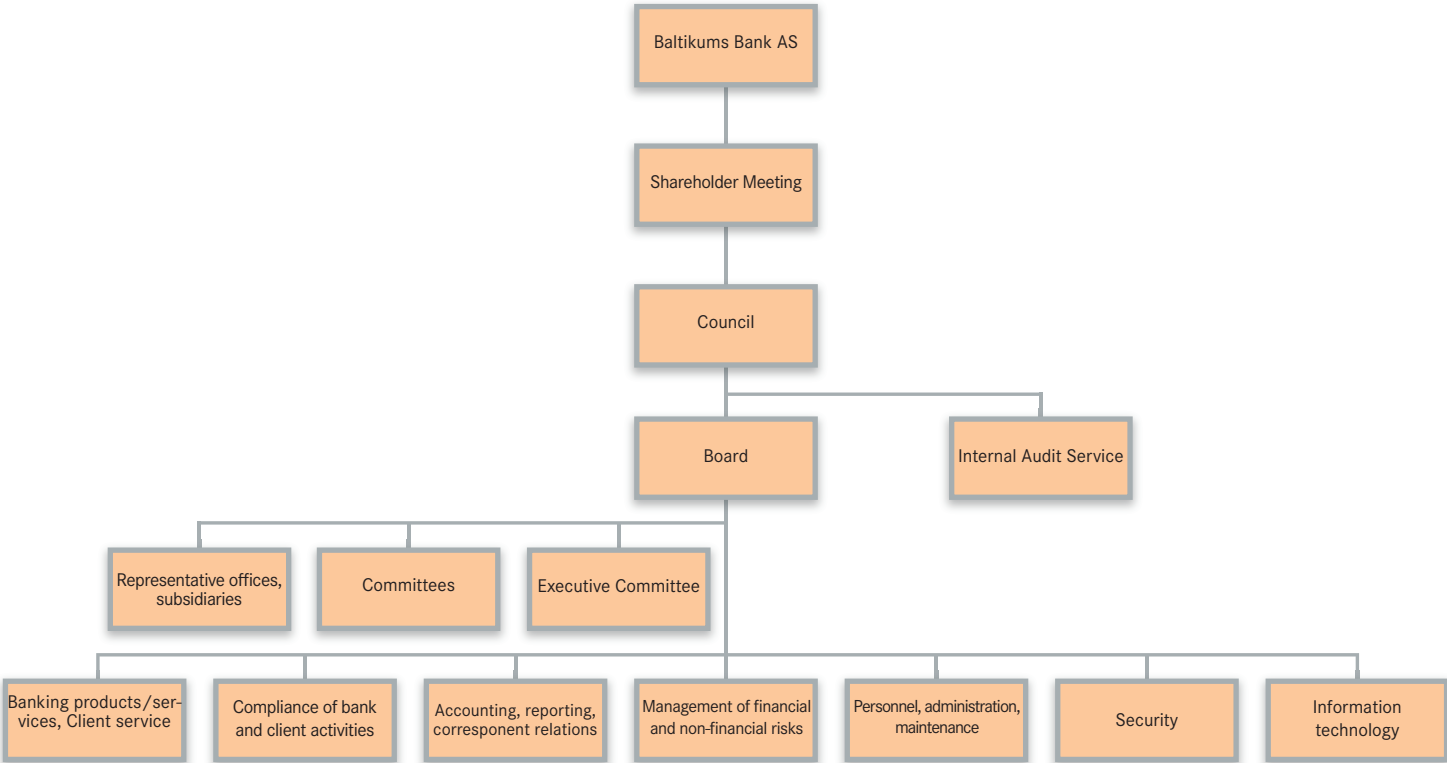 Baltikums Bank AS
Shareholder Meeting
Council
Board
Internal Audit Service
Representative offices,
subsidiaries
Committees
Executive Committee
Banking products/ser-
vices, Client service
Compliance of bank
and client activities
Accounting, reporting,
corresponent relations
Management of financial
and non-financial risks
Personnel, administration,
maintenance
Security
Information
technology